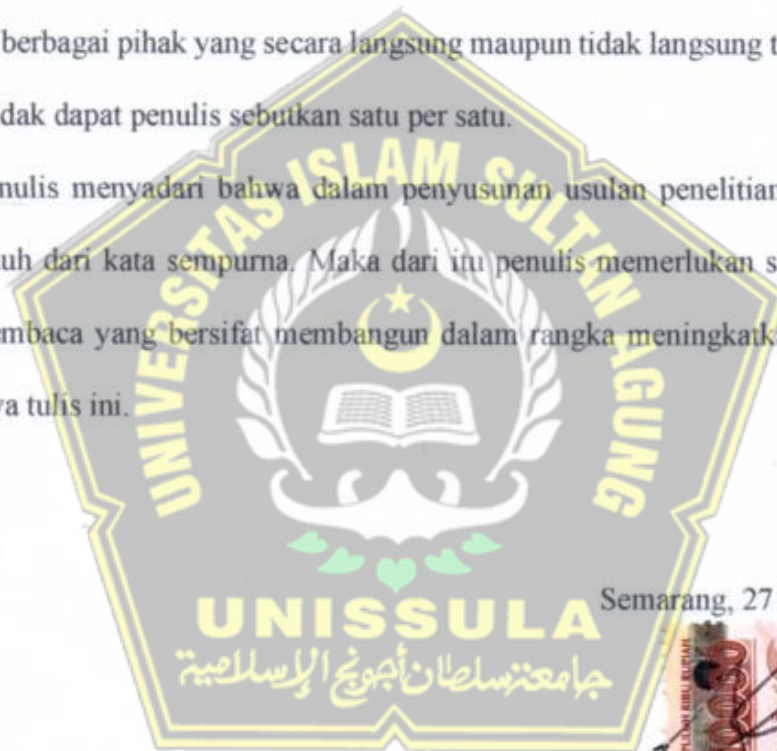 berbagai pihak yang secara langsung maupun tidak langsung
dak dapat penulis sebutkan satu per satu.
nulis menyadari bahwa dalam penyusunan usulan penelitian
uh dari kata sempurna. Maka dari itu penulis memerlukan
mbaca yang bersifat membangun dalam rangka meningkatk
a tulis ini.
UNIVERSITAS ISLAM SULTAN AGUNG
Semarang, 27
UNISSULA
جامعة سلطان أجونج الإسلامية